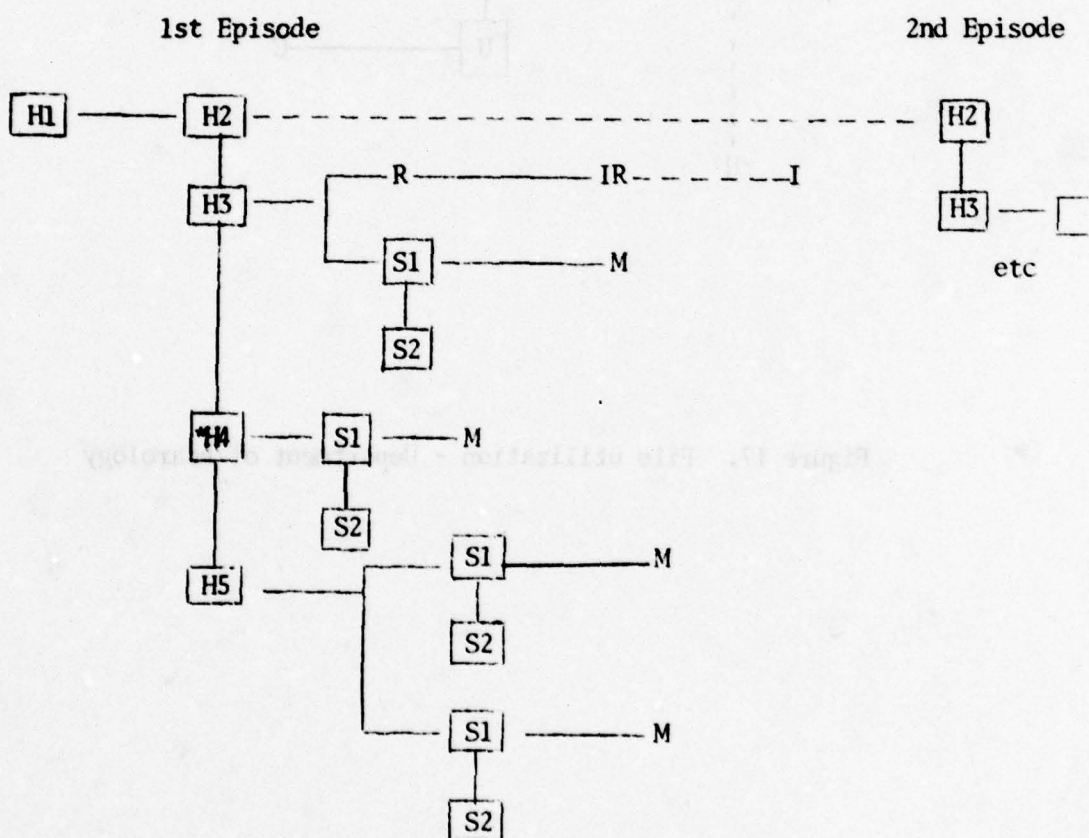 1st Episode 2nd Episode
H1 H2 H2
R IR I
H3 H3
S1 M
etc
S2
*H4 S1 M
S2
S1 M
H5
S2
S1 M
S2